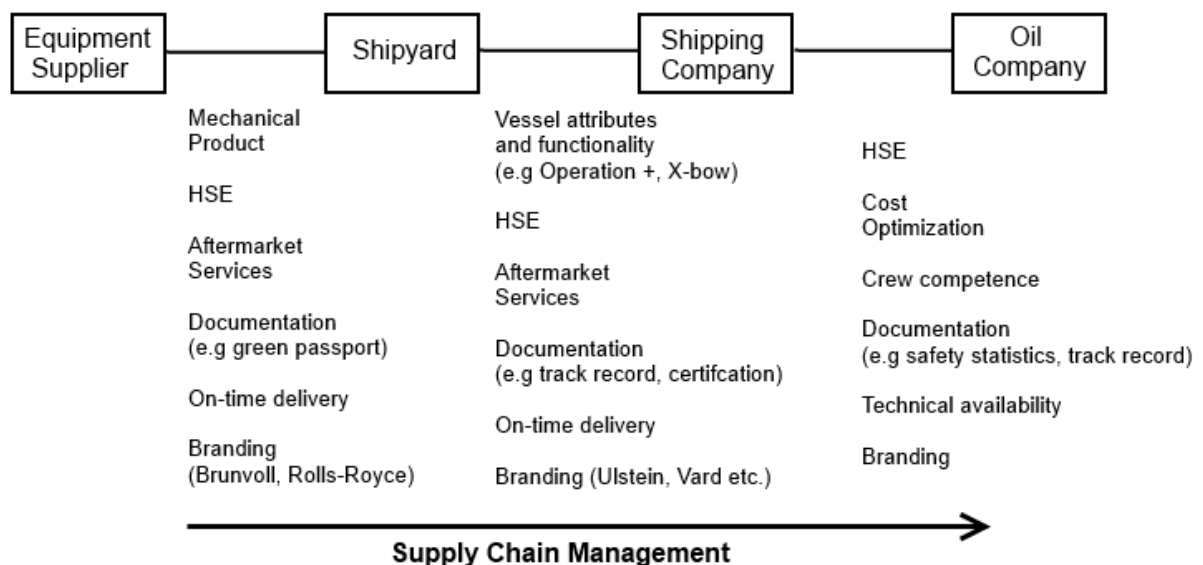 Equipment
Supplier
Shipyard
Shipping
Company
Oil
Company
Mechanical
Product
HSE
Aftermarket
Services
Documentation
(e.g green passport)
On-time delivery
Branding
(Brunvoll, Rolls-Royce)
Vessel attributes
and functionality
(e.g Operation +, X-bow)
HSE
Aftermarket
Services
Documentation
(e.g track record, certifcation)
On-time delivery
Branding (Ulstein, Vard etc.)
HSE
Cost
Optimization
Crew competence
Documentation
(e.g safety statistics, track record)
Technical availability
Branding
Supply Chain Management